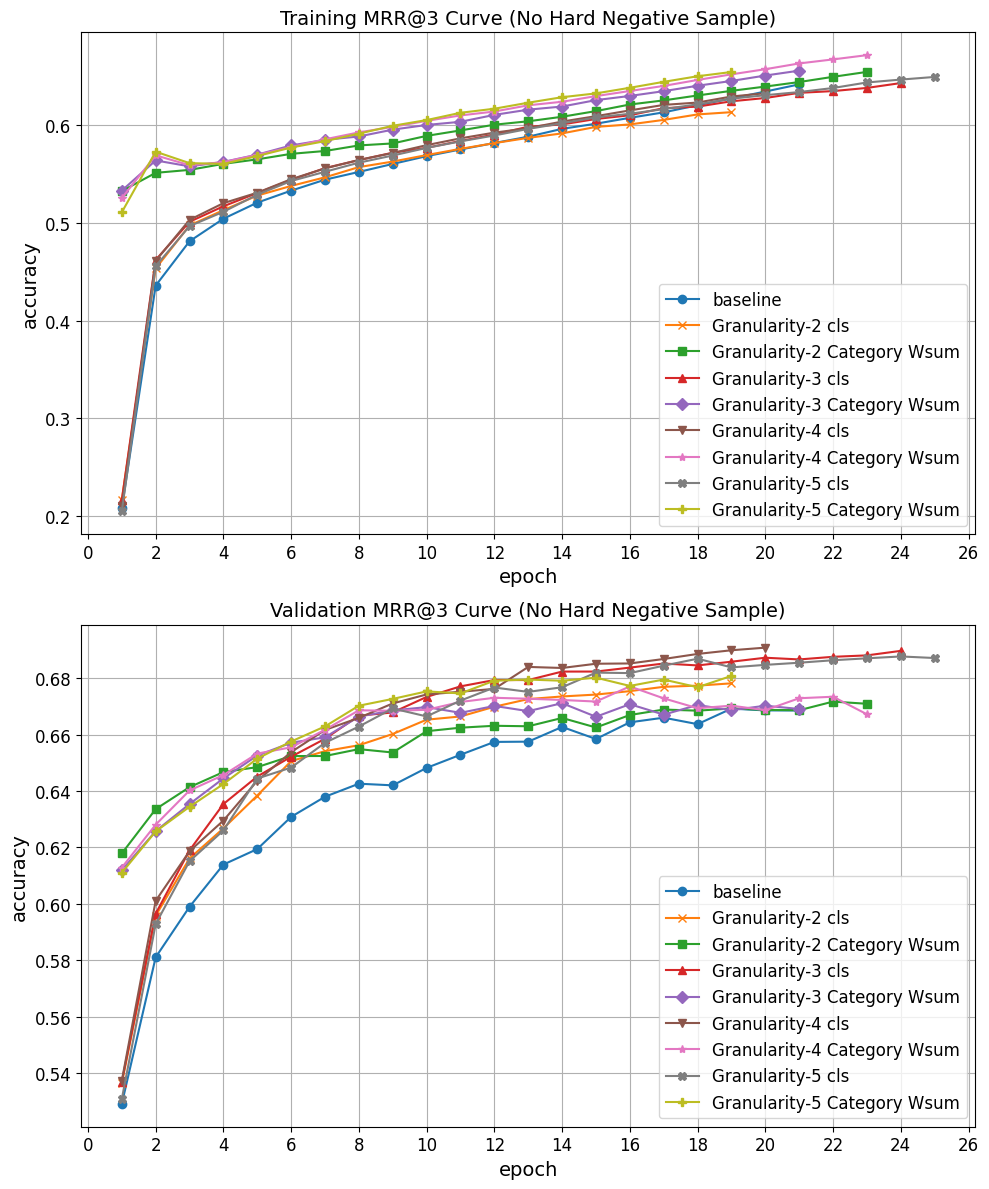 Training MRR@3 Curve (No Hard Negative Sample)
accuracy
0.6
0.5
0.4
0.3
0.2
baseline
Granularity-2 cls
Granularity-2 Category Wsum
Granularity-3 cls
Granularity-3 Category Wsum
Granularity-4 cls
Granularity-4 Category Wsum
Granularity-5 cls
Granularity-5 Category Wsum
0 2 4 6 8 10 12 14 16 18 20 22 24 26
epoch
Validation MRR@3 Curve (No Hard Negative Sample)
accuracy
0.68
0.66
0.64
0.62
0.60
0.58
0.56
0.54
baseline
Granularity-2 cls
Granularity-2 Category Wsum
Granularity-3 cls
Granularity-3 Category Wsum
Granularity-4 cls
Granularity-4 Category Wsum
Granularity-5 cls
Granularity-5 Category Wsum
0 2 4 6 8 10 12 14 16 18 20 22 24 26
epoch